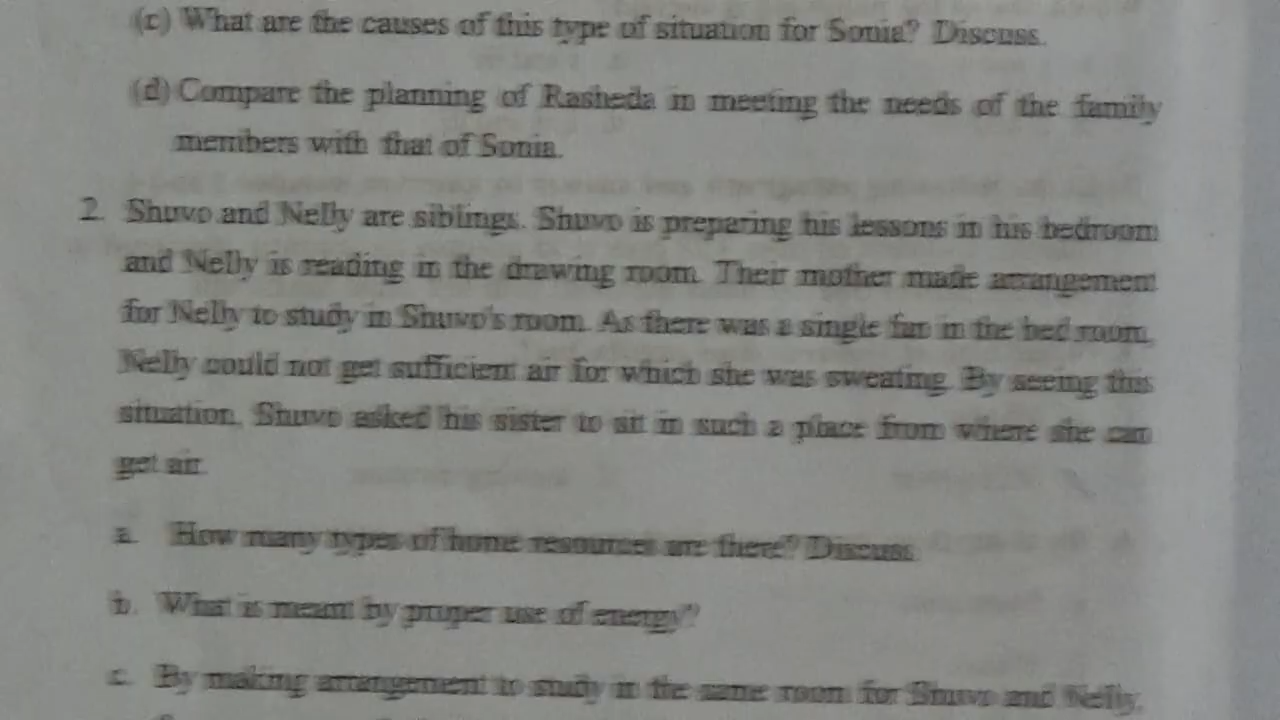 (c) What are the causes of this type of situation for Sonia? Discuss.
(d) Compare the planning of Rasheda in meeting the needs of the family
members with that of Sonia.
2. Shuvo and Nelly are siblings. Shuvo is preparing his lessons in his bedroom
and Nelly is reading in the drawing room. Their mother made arrangement
for Nelly to study in Shuvo's room. As there was a single fan in the bed room,
Nelly could not get sufficient air for which she was sweating. By seeing this
situation, Shuvo asked his sister to sit in such a place from where she can
get air.
a. How many types of home resources are there? Discuss.
b. What is meant by proper use of energy?
c. By making arrangement to study in the same room for Shuvo and Nelly,